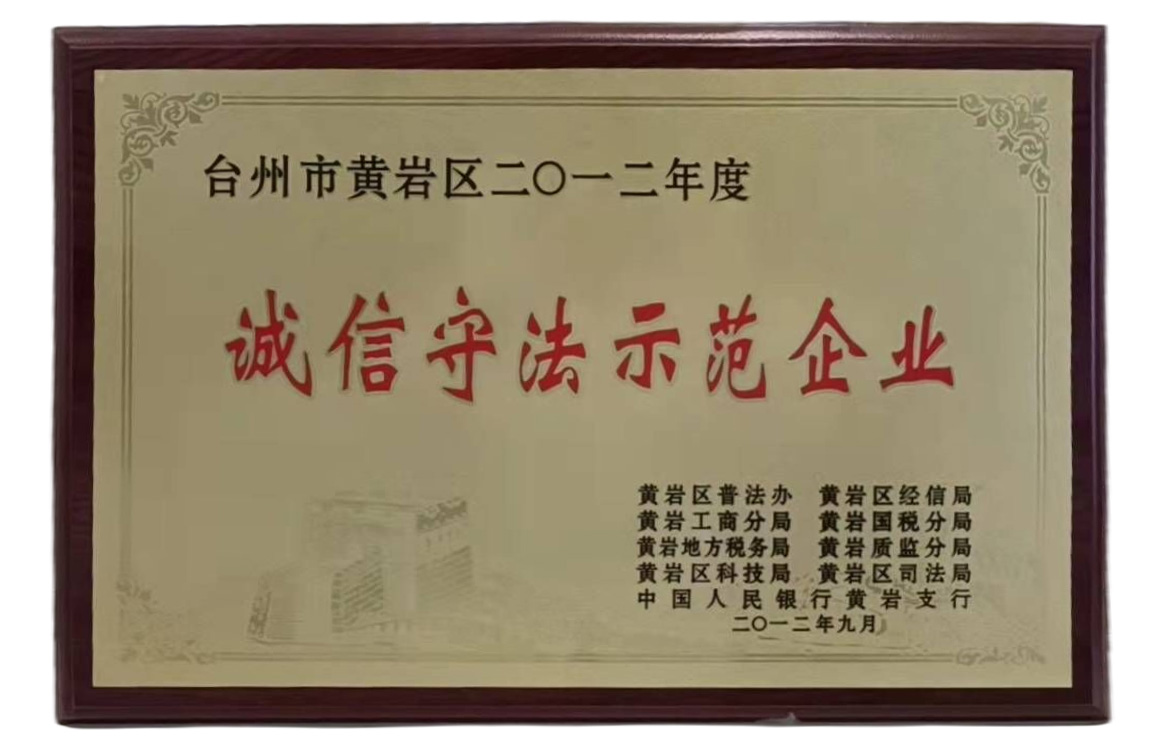 台州市黄岩区二〇一二年度
诚信守法示范企业
黄岩区普法办 黄岩区经信局
黄岩工商分局 黄岩国税分局
黄岩地方税务局 黄岩质监分局
黄岩区科技局 黄岩区司法局
中国人民银行黄岩支行
二〇一二年九月